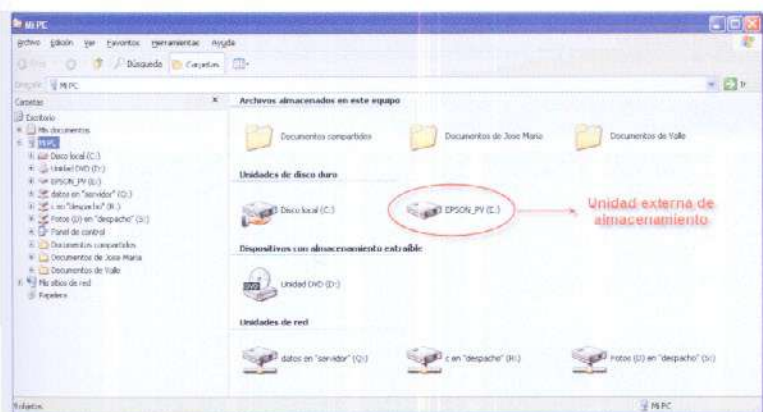 Mi PC
Archivo Edición Ver Favoritos Herramientas Ayuda
Búsqueda Carpetas
Mi PC Ir
Carpetas x
Escritorio
Mis documentos
Mi PC
Disco local (C:)
Unidad DVD (D:)
EPSON_PV (E:)
datos en "servidor" (Q:)
c en "despacho" (R:)
Fotos (D) en "despacho" (S:)
Panel de control
Documentos compartidos
Documentos de Jose Maria
Documentos de Valle
Mis sitios de red
Papelera
Archivos almacenados en este equipo
Documentos compartidos Documentos de Jose Maria Documentos de Valle
Unidades de disco duro
Disco local (C:) EPSON_PV (E:)
Unidad externa de
almacenamiento
Dispositivos con almacenamiento extraíble
DVD Unidad DVD (D:)
Unidades de red
datos en "servidor" (Q:) c en "despacho" (R:) Fotos (D) en "despacho" (S:)
9 objetos Mi PC